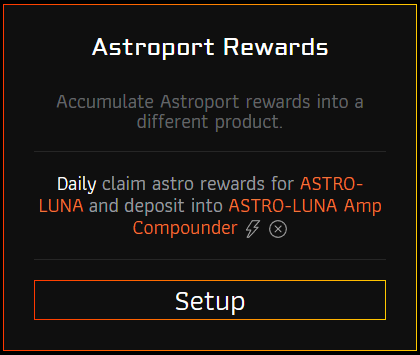 Astroport Rewards
Accumulate Astroport rewards into a
different product.
Daily claim astro rewards for ASTRO-
LUNA and deposit into ASTRO-LUNA Amp
Compounder
Setup